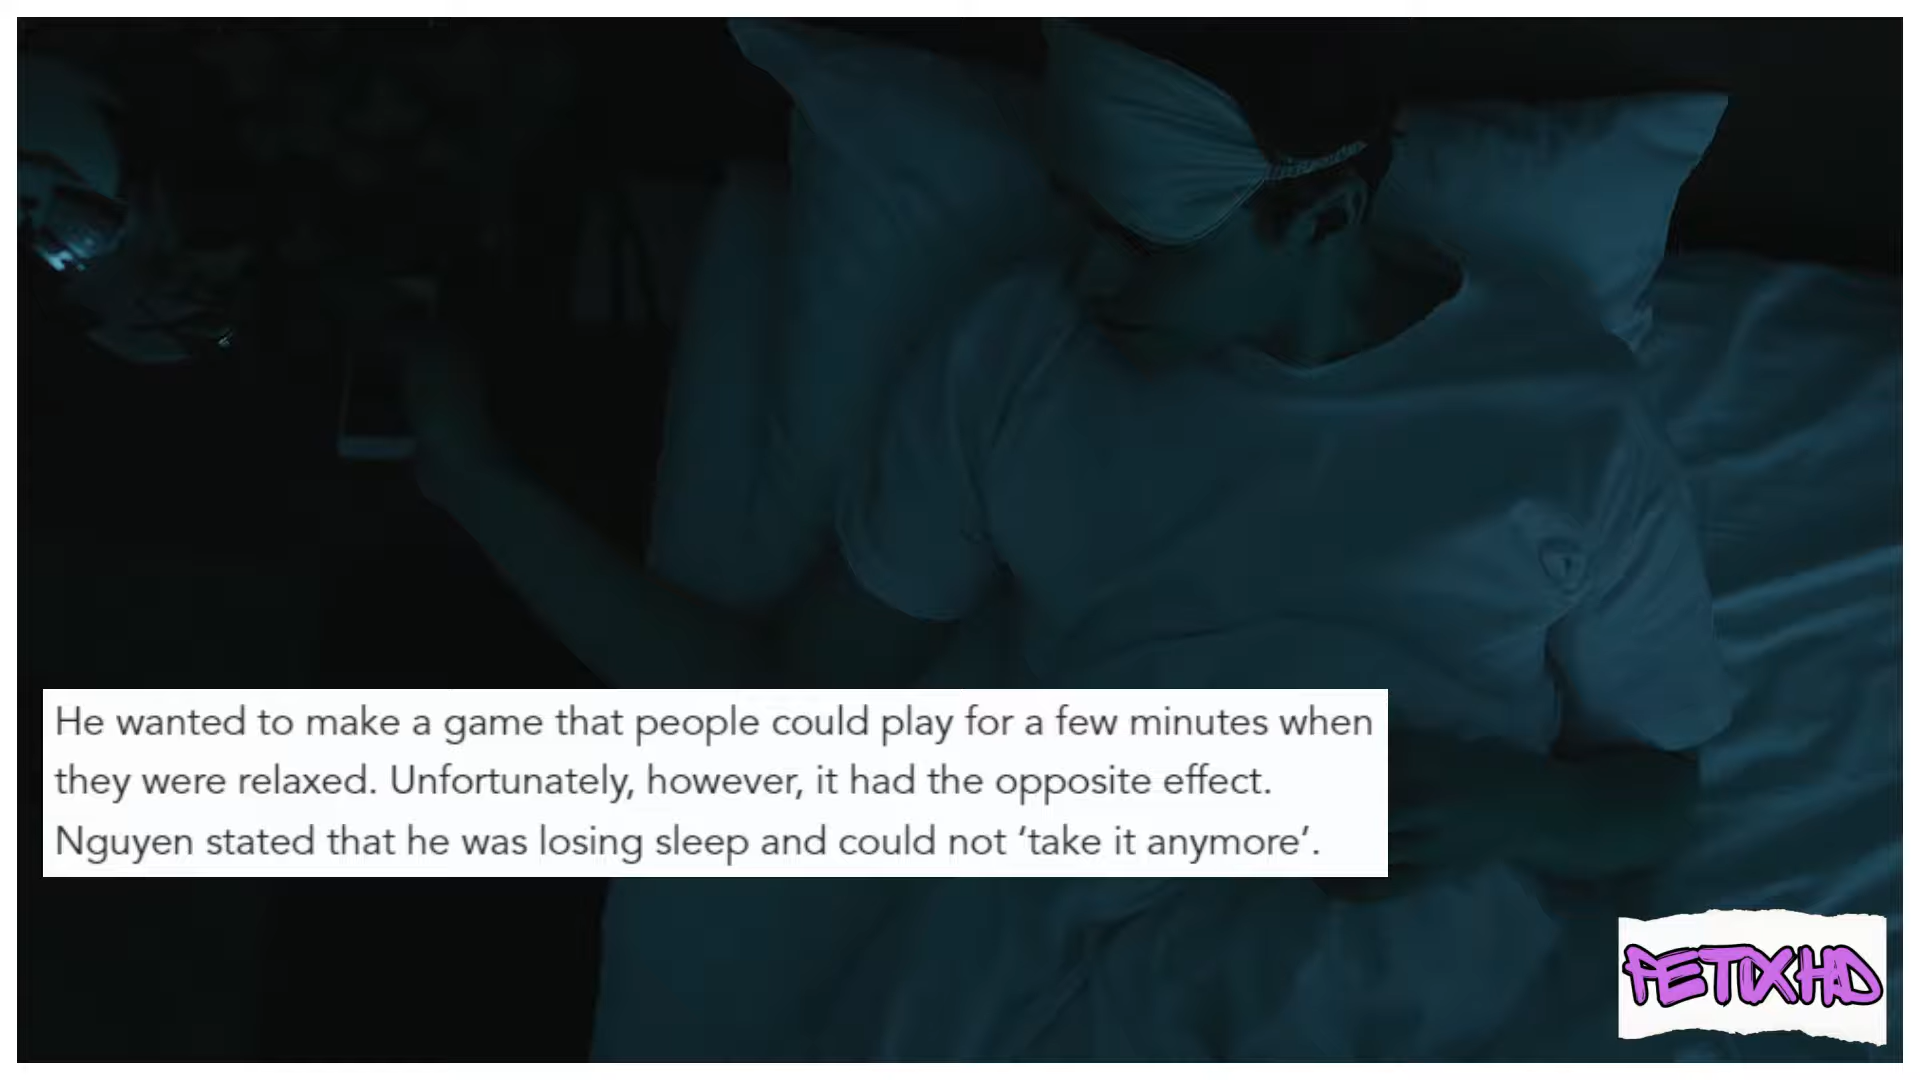 He wanted to make a game that people could play for a few minutes when
they were relaxed. Unfortunately, however, it had the opposite effect.
Nguyen stated that he was losing sleep and could not ‘take it anymore’.
PETIXHD